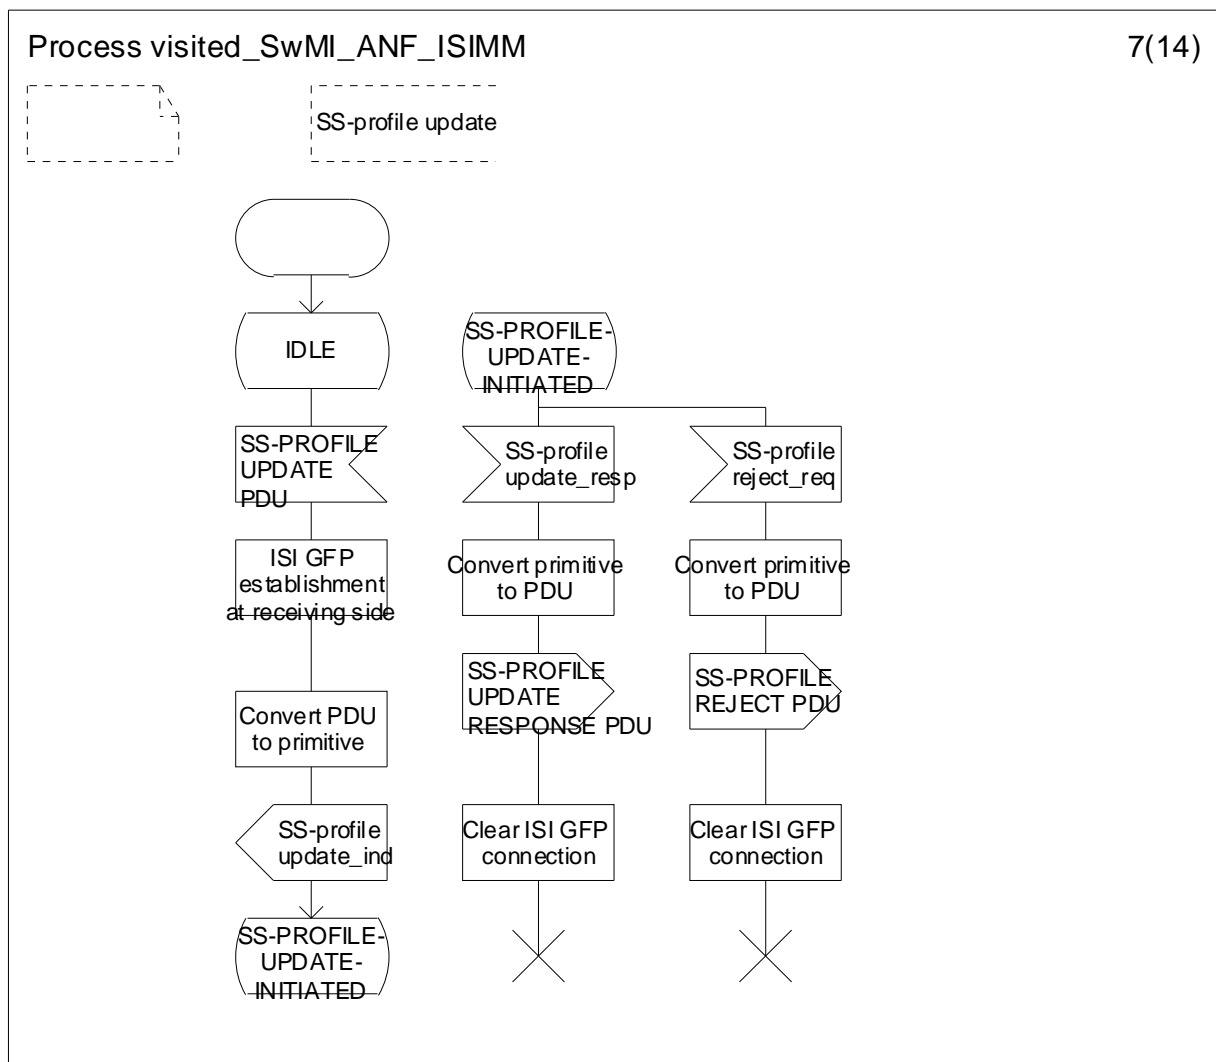 Process visited_SwMI_ANF_ISIMM
7(14)
SS-profile update
IDLE
SS-PROFILE
UPDATE
PDU
ISI GFP
establishment
at receiving side
Convert PDU
to primitive
SS-profile
update_ind
SS-PROFILE-
UPDATE-
INITIATED
SS-PROFILE-
UPDATE-
INITIATED
SS-profile
update_resp
Convert primitive
to PDU
SS-PROFILE
UPDATE
RESPONSE PDU
Clear ISI GFP
connection
SS-profile
reject_req
Convert primitive
to PDU
SS-PROFILE
REJECT PDU
Clear ISI GFP
connection